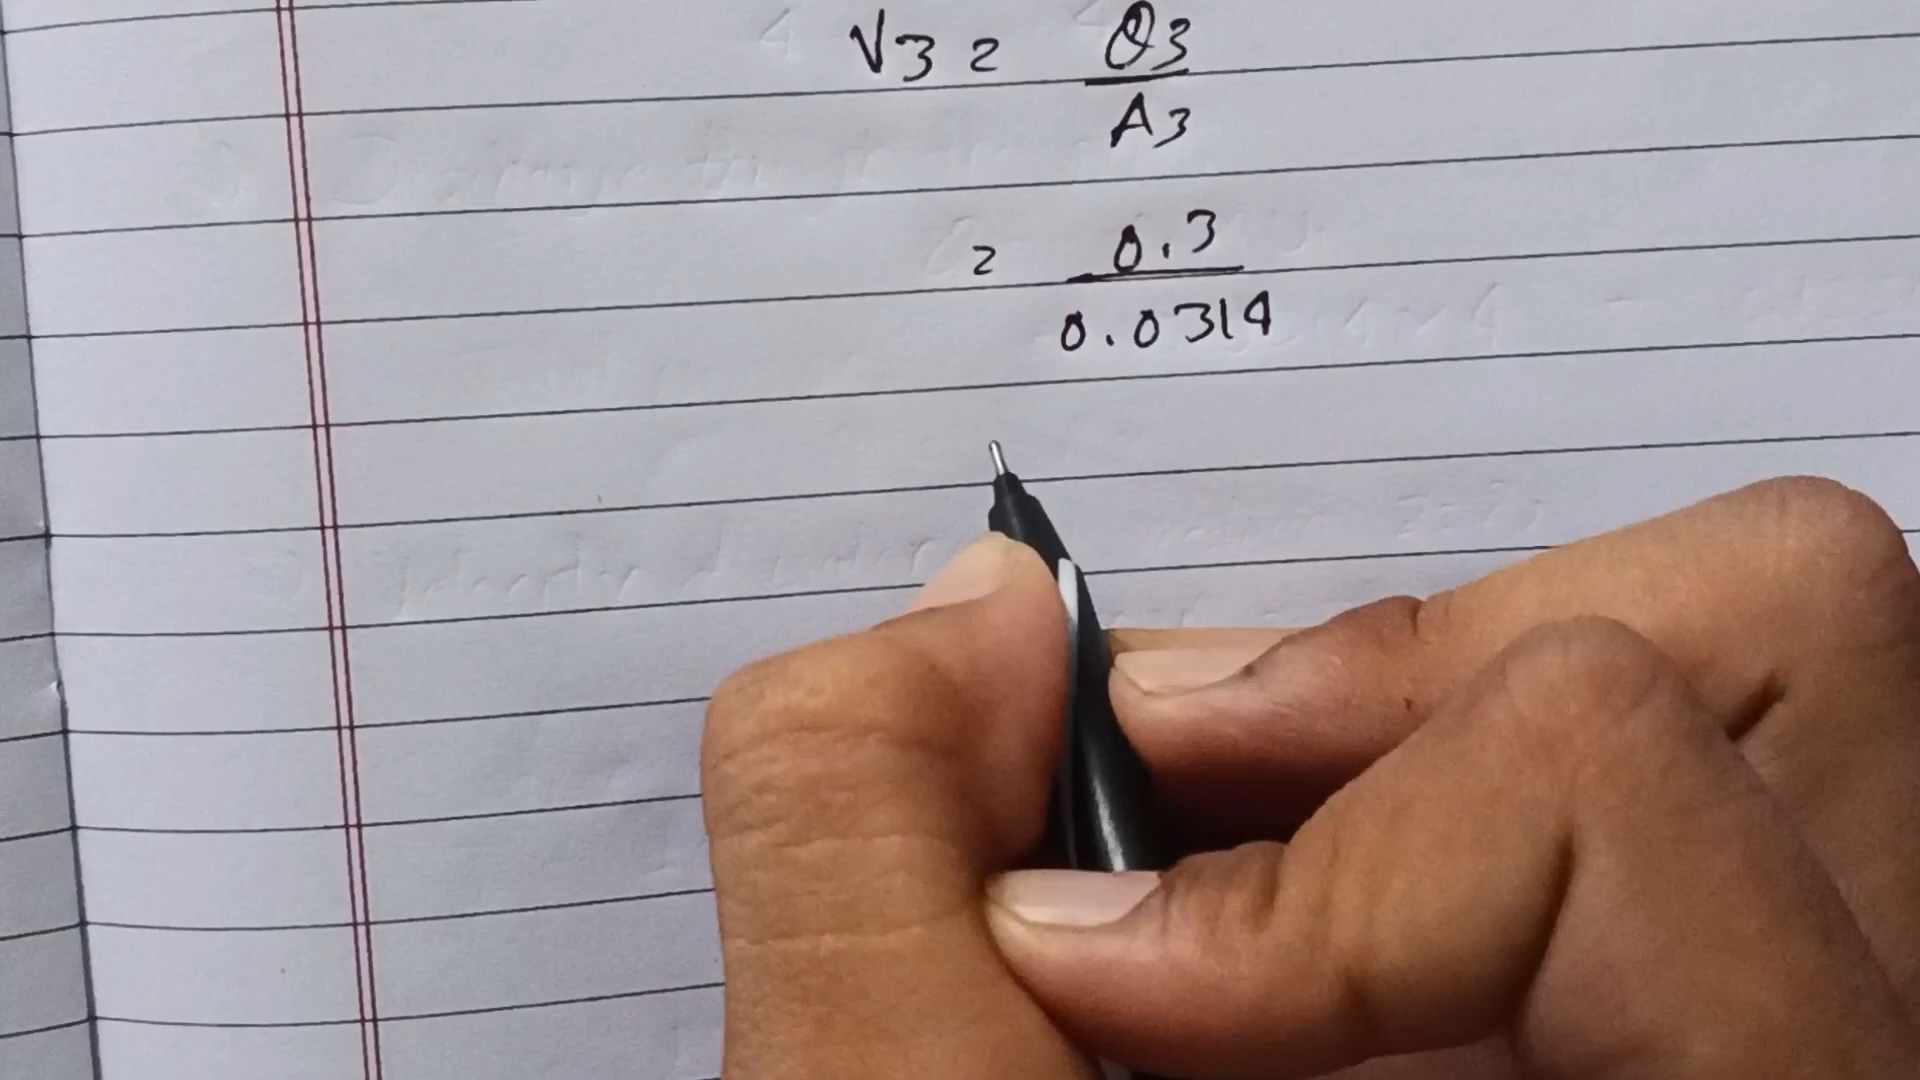 V3 = Q3
A3
= 0.3
0.0314